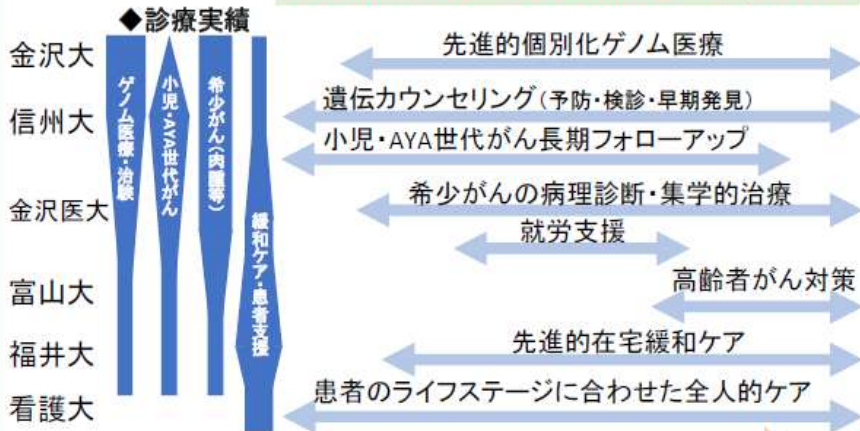 ◆診療実績
金沢大
信州大
金沢医大
富山大
福井大
看護大
ゲノム医療・治験
小児・AYA世代がん
希少がん(肉腫等)
緩和ケア・患者支援
先進的個別化ゲノム医療
遺伝カウンセリング(予防・検診・早期発見)
小児・AYA世代がん長期フォローアップ
希少がんの病理診断・集学的治療
就労支援
高齢者がん対策
先進的在宅緩和ケア
患者のライフステージに合わせた全人的ケア